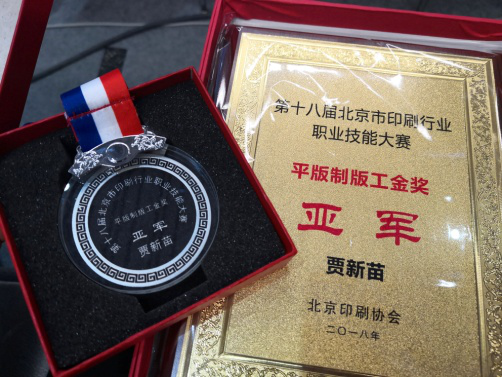 第十八届北京市印刷行业职业技能大赛
平版制版工金奖
亚军
贾新苗
第十八届北京市印刷行业
职业技能大赛
平版制版工金奖
亚军
贾新苗
北京印刷协会
二〇一八年